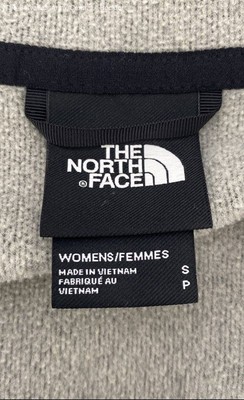 THE
NORTH
FACE
®
WOMENS/FEMMES
MADE IN VIETNAM
FABRIQUÉ AU
VIETNAM
S
P